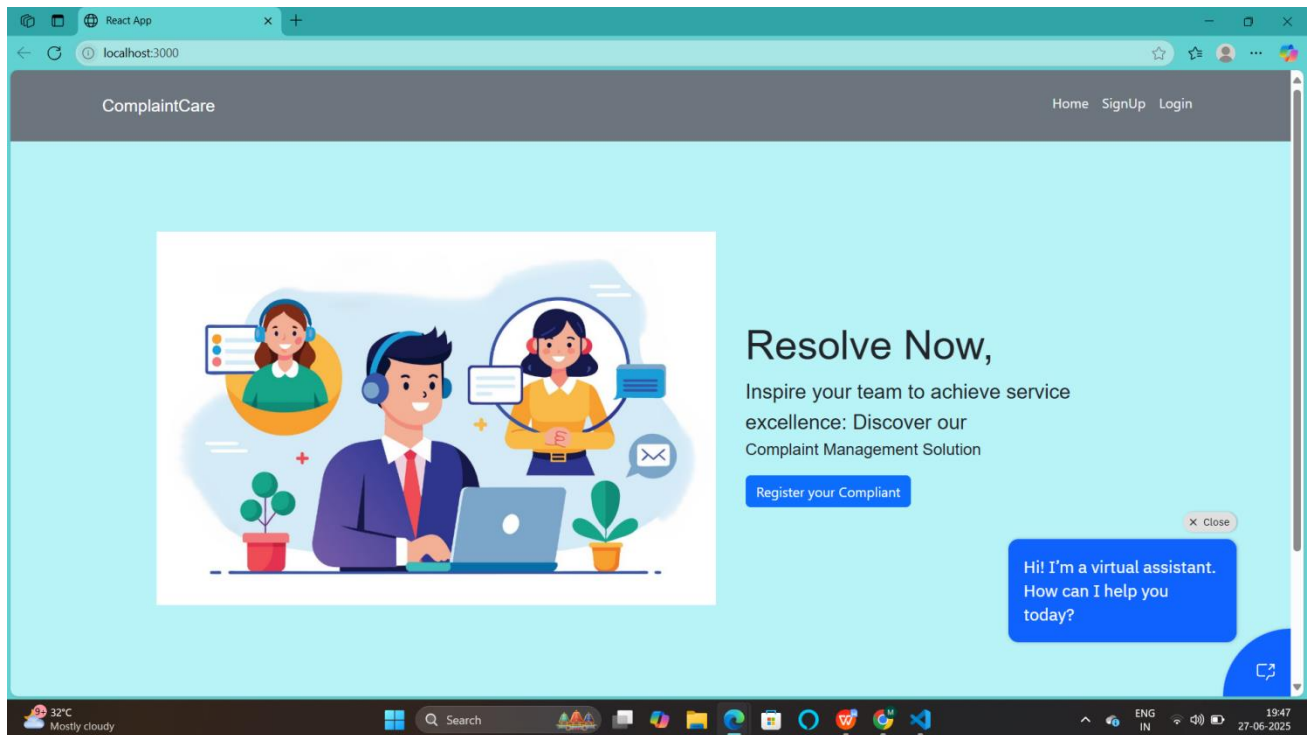 React App
localhost:3000
ComplaintCare
Home SignUp Login
Resolve Now,
Inspire your team to achieve service
excellence: Discover our
Complaint Management Solution
Register your Compliant
Close
Hi! I'm a virtual assistant.
How can I help you
today?
9+
32°C
Mostly cloudy
Search
ENG
IN
19:47
27-06-2025